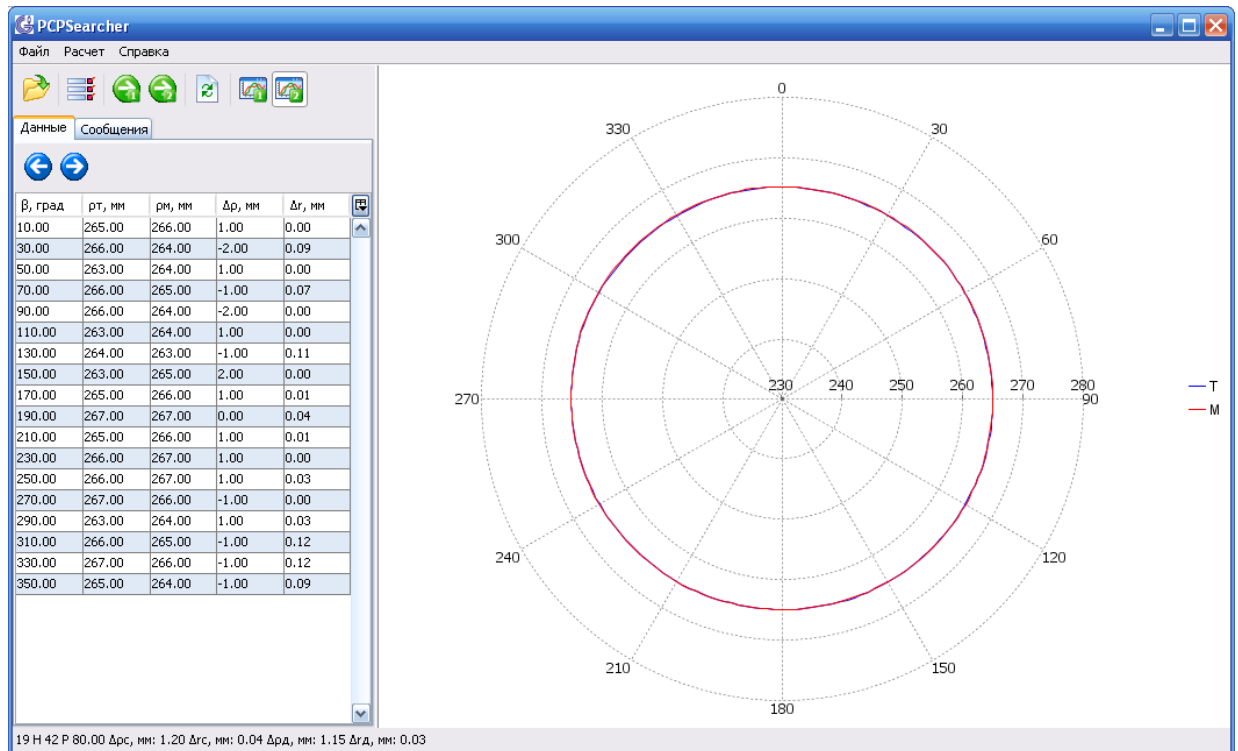 PCPSearcher
Файл Расчет Справка
Данные Сообщения
β, град ρт, мм ρм, мм Δρ, мм Δr, мм
10.00 265.00 266.00 1.00 0.00
30.00 266.00 264.00 -2.00 0.09
50.00 263.00 264.00 1.00 0.00
70.00 266.00 265.00 -1.00 0.07
90.00 266.00 264.00 -2.00 0.00
110.00 263.00 264.00 1.00 0.00
130.00 264.00 263.00 -1.00 0.11
150.00 263.00 265.00 2.00 0.00
170.00 265.00 266.00 1.00 0.01
190.00 267.00 267.00 0.00 0.04
210.00 265.00 266.00 1.00 0.01
230.00 266.00 267.00 1.00 0.00
250.00 266.00 267.00 1.00 0.03
270.00 267.00 266.00 -1.00 0.00
290.00 263.00 264.00 1.00 0.03
310.00 266.00 265.00 -1.00 0.12
330.00 267.00 266.00 -1.00 0.12
350.00 265.00 264.00 -1.00 0.09
0
330 30
300 60
230 240 250 260 270 280
270 90
240 120
210 150
180
Т
М
19 Н 42 Р 80.00 Δρс, мм: 1.20 Δrс, мм: 0.04 Δρд, мм: 1.15 Δrд, мм: 0.03